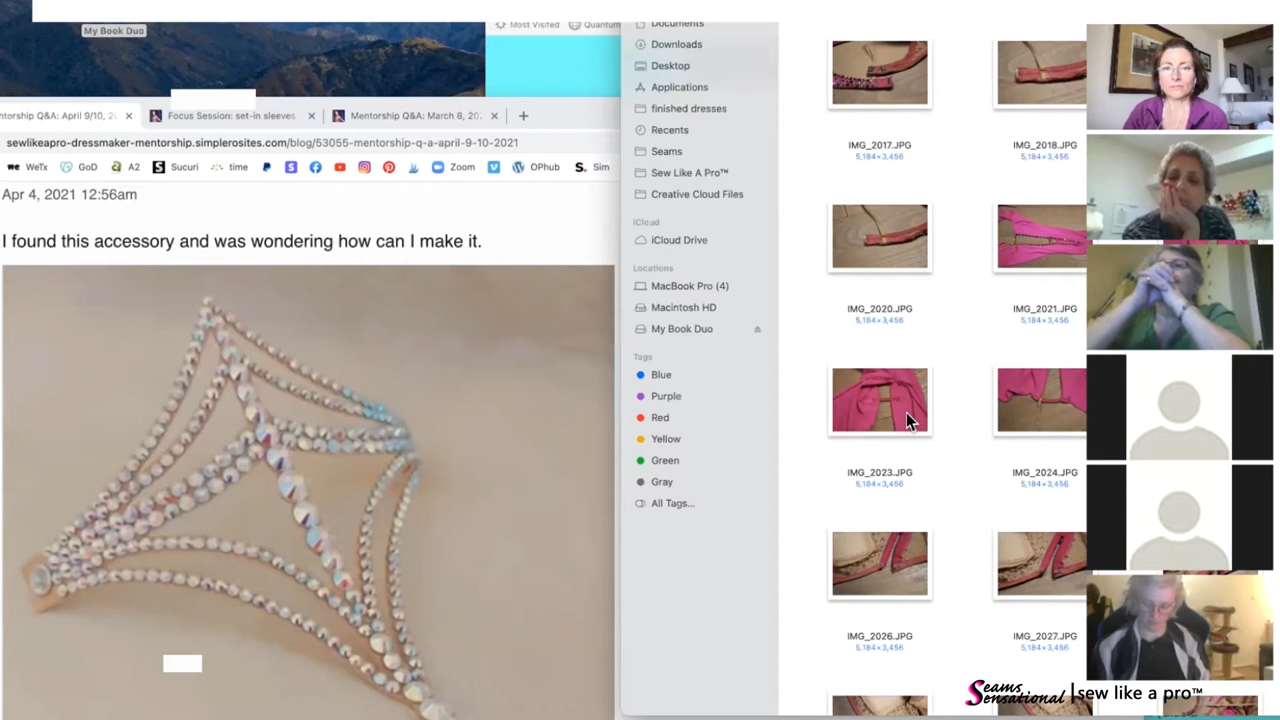 My Book Duo
Most Visited
Quantum
ntorship Q&A: April 9/10, 2
Focus Session: set-in sleeves
Mentorship Q&A: March 8, 20
sewlikeapro-dressmaker-mentorship.simplerosites.com/blog/53055-mentorship-q-a-april-9-10-2021
WeTx
GoD
A2
Sucuri
time
Zoom
OPhub
Sim
Apr 4, 2021 12:56am
I found this accessory and was wondering how can I make it.
Documents
Downloads
Desktop
Applications
finished dresses
Recents
Seams
Sew Like A Pro™
Creative Cloud Files
iCloud
iCloud Drive
Locations
MacBook Pro (4)
Macintosh HD
My Book Duo
Tags
Blue
Purple
Red
Yellow
Green
Gray
All Tags...
IMG_2017.JPG
5,184×3,456
IMG_2018.JPG
5,184×3,456
IMG_2020.JPG
5,184×3,456
IMG_2021.JPG
5,184×3,456
IMG_2023.JPG
5,184×3,456
IMG_2024.JPG
5,184×3,456
IMG_2026.JPG
5,184×3,456
IMG_2027.JPG
5,184×3,456
Seams Sensational | sew like a pro™